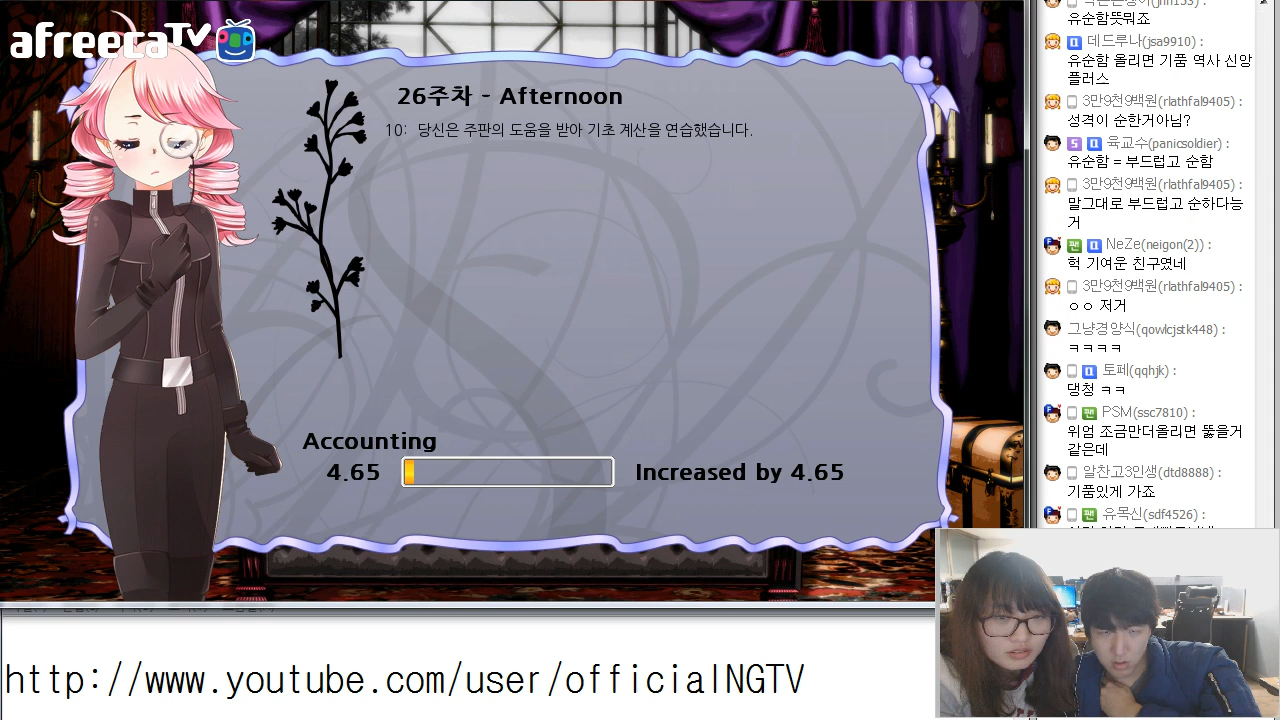 afreecaTV
26주차 - Afternoon
10: 당신은 주판의 도움을 받아 기초 계산을 연습했습니다.
Accounting
4.65
Increased by 4.65
http://www.youtube.com/user/officialNGTV
유순함뜻먹죠
데드루나(jsa9910) :
유순함 올리면 기품 역사 신앙
플러스
3만9천9백원(rlathfal9405) :
성격이 순한거아님?
육교수(panicsoldier) :
유순함 = 부드럽고 순함
3만9천9백원(rlathfal9405) :
말그대로 부드럽고 순하다능
거
NeZe(neigon(2)) :
헉 기여운 친구였네
3만9천9백원(rlathfal9405) :
ㅇㅇ 저거
그냥경양식(qowlcjstk448) :
ㅋㅋㅋㅋ
토페(qqhjk) :
댕청 ㅋㅋ
PSM(ssc7810) :
위엄 조금만더올리면 뚫을거
같은데
알찬고3민생(dtd8888) :
기품있게 가죠
유목신(sdf4526) :